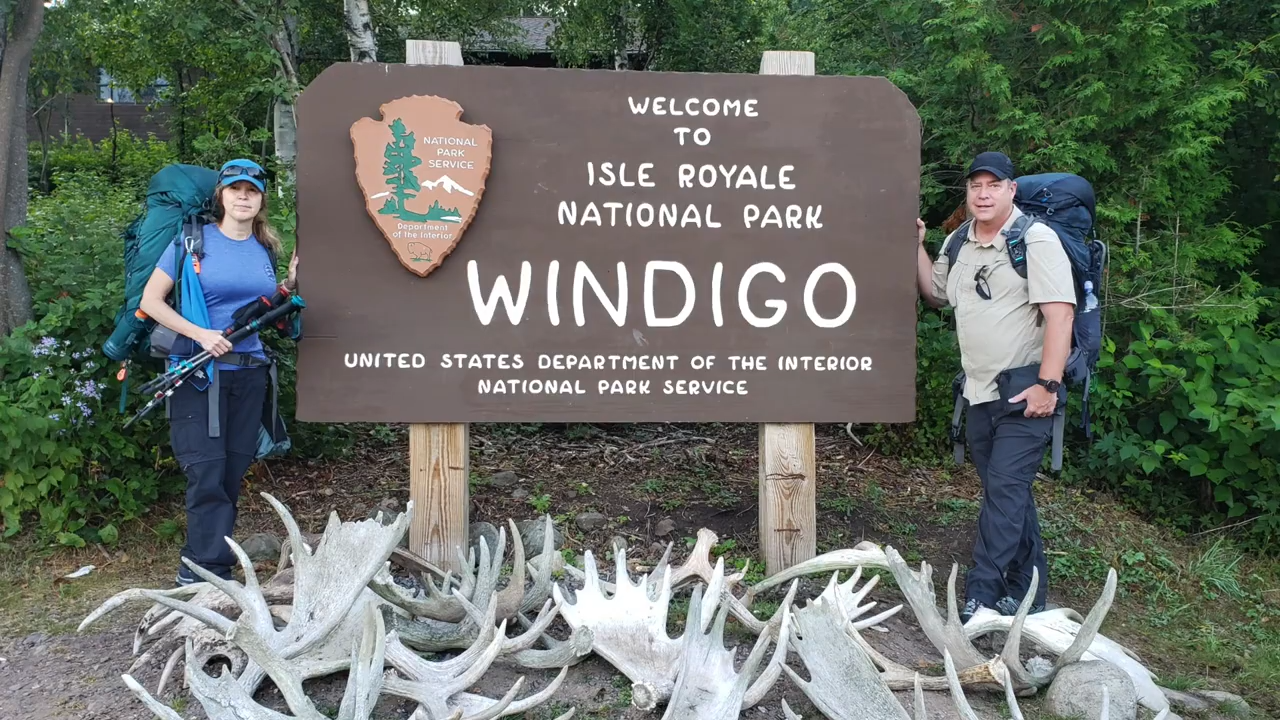 NATIONAL
PARK
SERVICE
Department
of the Interior
WELCOME
TO
ISLE ROYALE
NATIONAL PARK
WINDIGO
UNITED STATES DEPARTMENT OF THE INTERIOR
NATIONAL PARK SERVICE